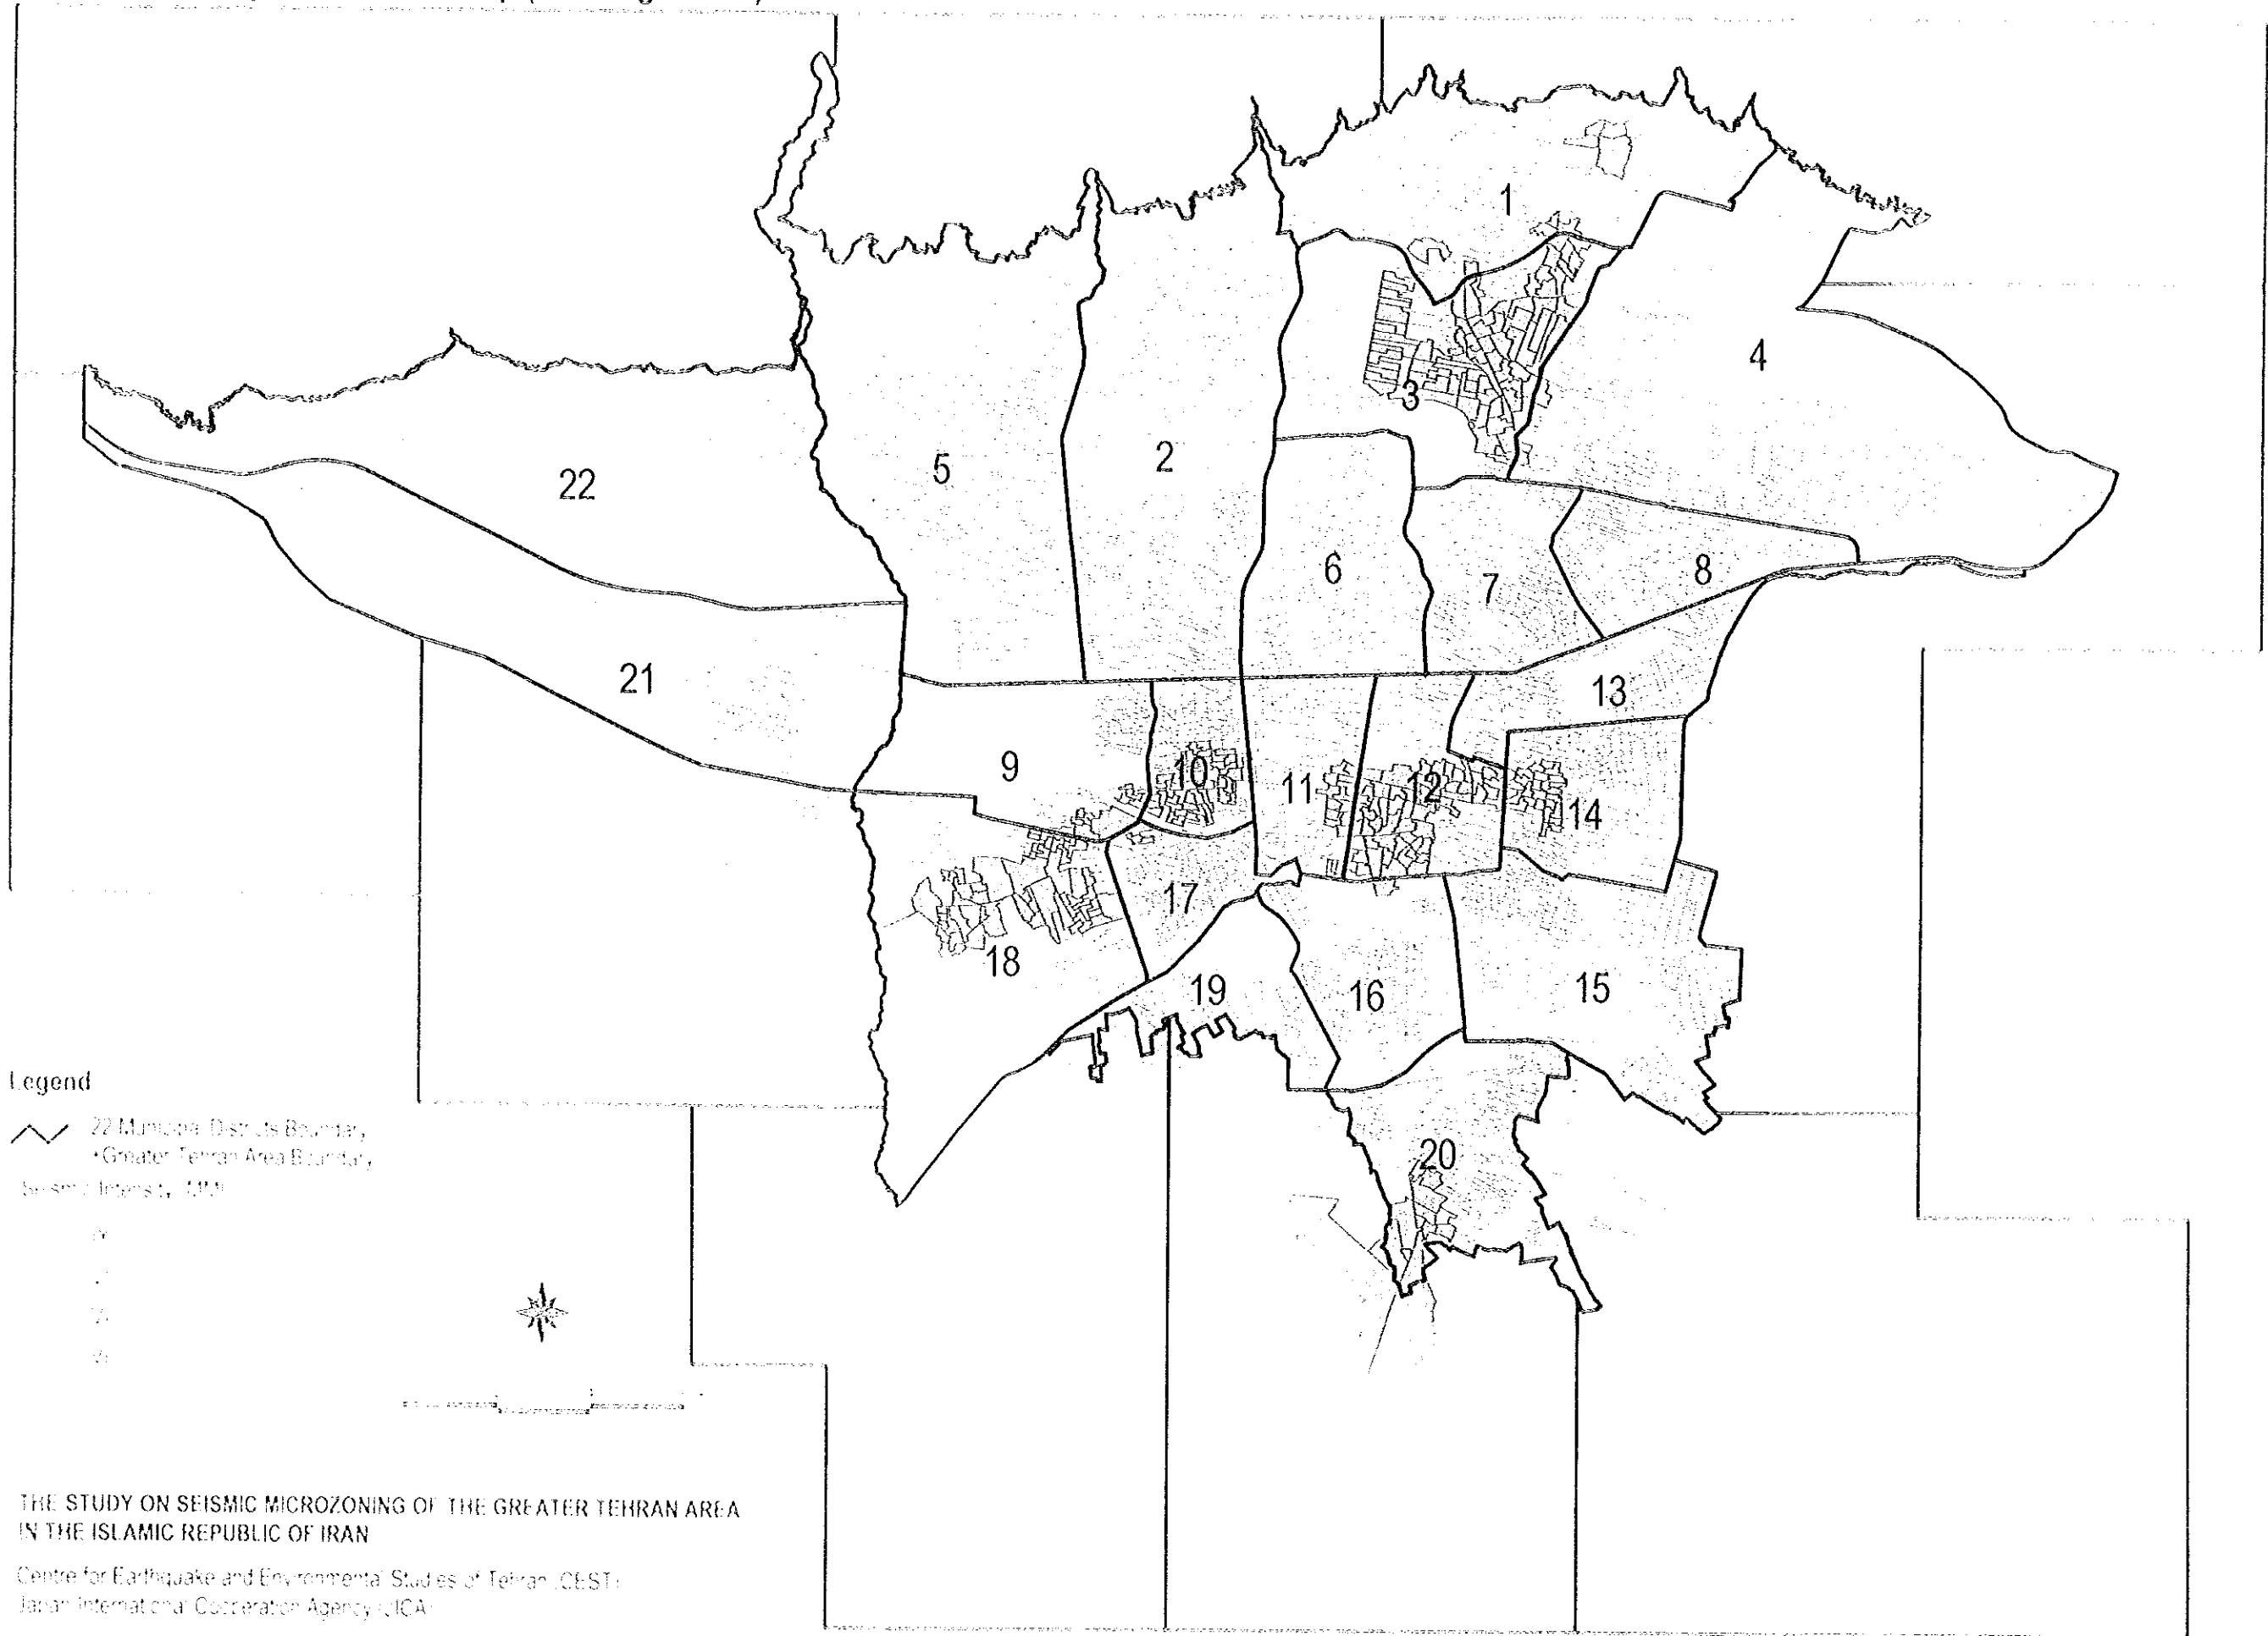 1
4
3
2
5
22
6
8
7
21
13
9
10
11
12
14
17
18
19
16
15
20
Legend
22 Municipal Districts Boundary
Greater Tehran Area Boundary
Seismic Intensity (MMI)
THE STUDY ON SEISMIC MICROZONING OF THE GREATER TEHRAN AREA
IN THE ISLAMIC REPUBLIC OF IRAN
Centre for Earthquake and Environmental Studies of Tehran (CEST)
Japan International Cooperation Agency (JICA)